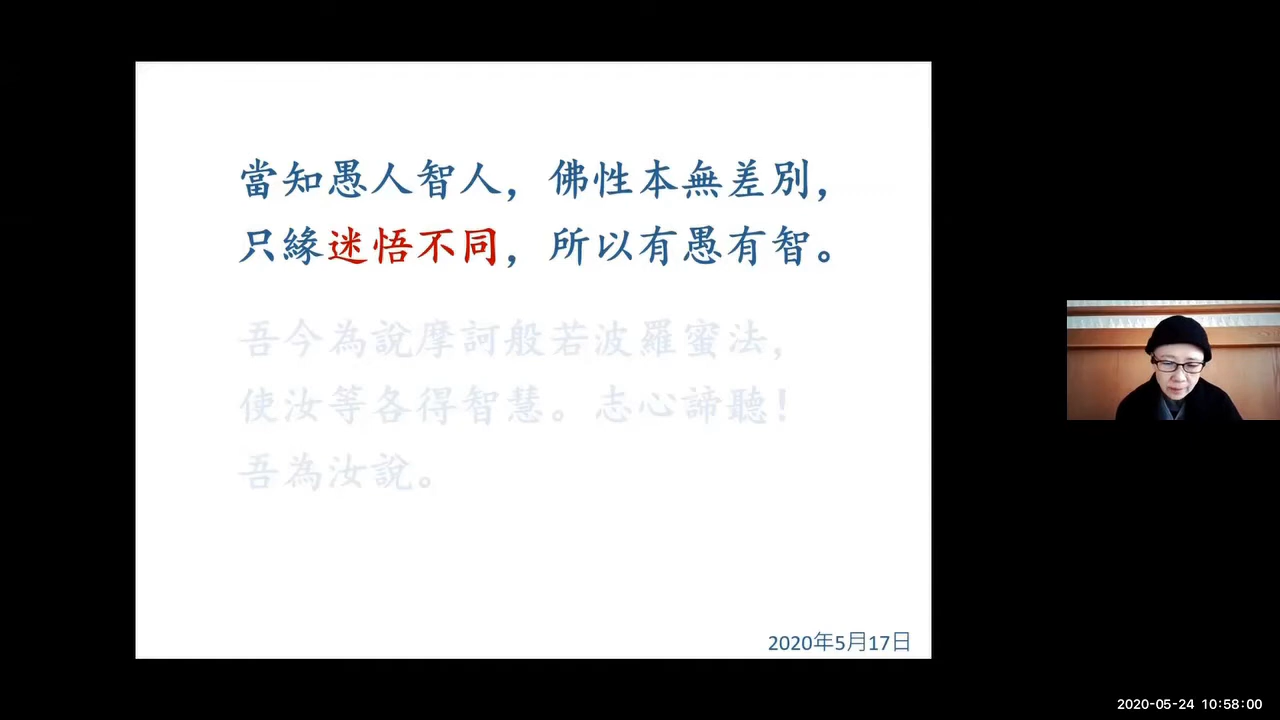 當知愚人智人，佛性本無差別，
只緣迷悟不同，所以有愚有智。
吾今為說摩訶般若波羅蜜法，
使汝等各得智慧。志心諦聽！
吾為汝說。
2020年5月17日
2020-05-24 10:58:00